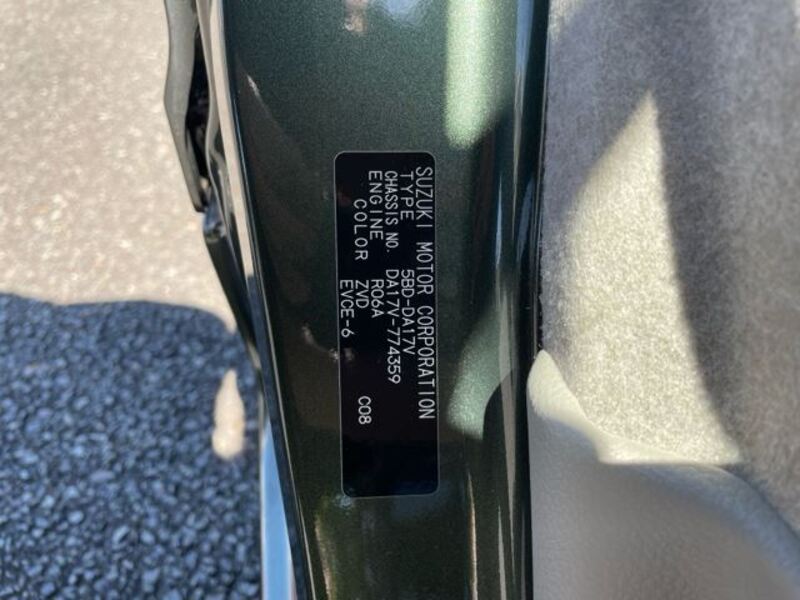 SUZUKI MOTOR CORPORATION
TYPE 5BD-DA17V
CHASSIS NO. DA17V-774359
ENGINE R06A
COLOR ZVD C08
EVCE-6